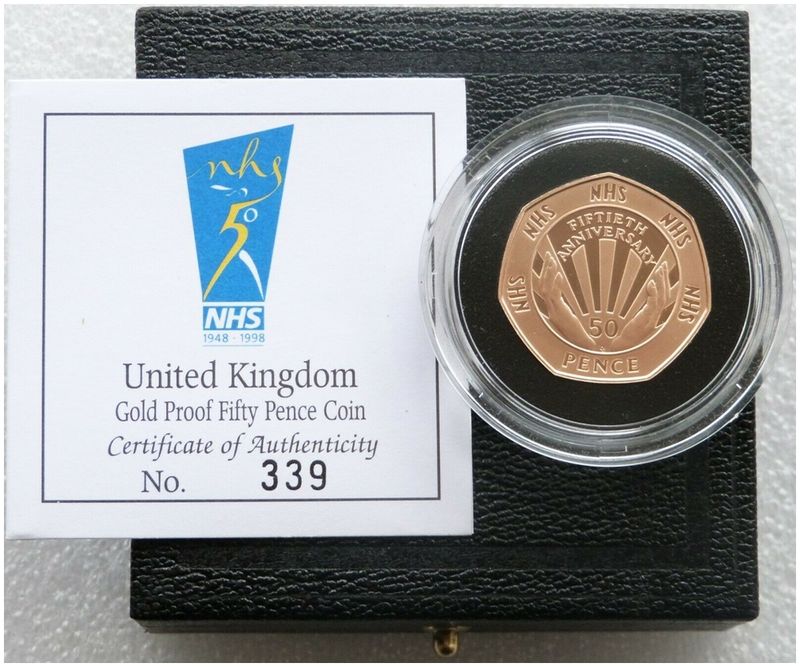 nhs
50
NHS
1948 · 1998
United Kingdom
Gold Proof Fifty Pence Coin
Certificate of Authenticity
No. 339
NHS NHS NHS NHS NHS
FIFTIETH
ANNIVERSARY
50
PENCE